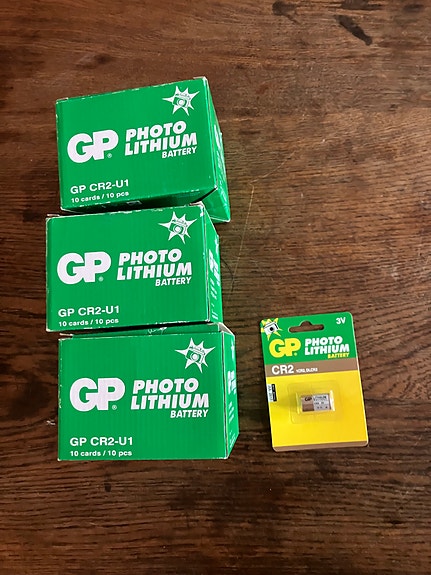 GP® PHOTO
LITHIUM
BATTERY
GP CR2-U1
10 cards / 10 pcs
GP PHOTO
LITHIUM
BATTERY
GP CR2-U1
10 cards / 10 pcs
GP® PHOTO
LITHIUM
BATTERY
GP CR2-U1
10 cards / 10 pcs
3V
GP PHOTO
LITHIUM
BATTERY
CR2
LITHIUM